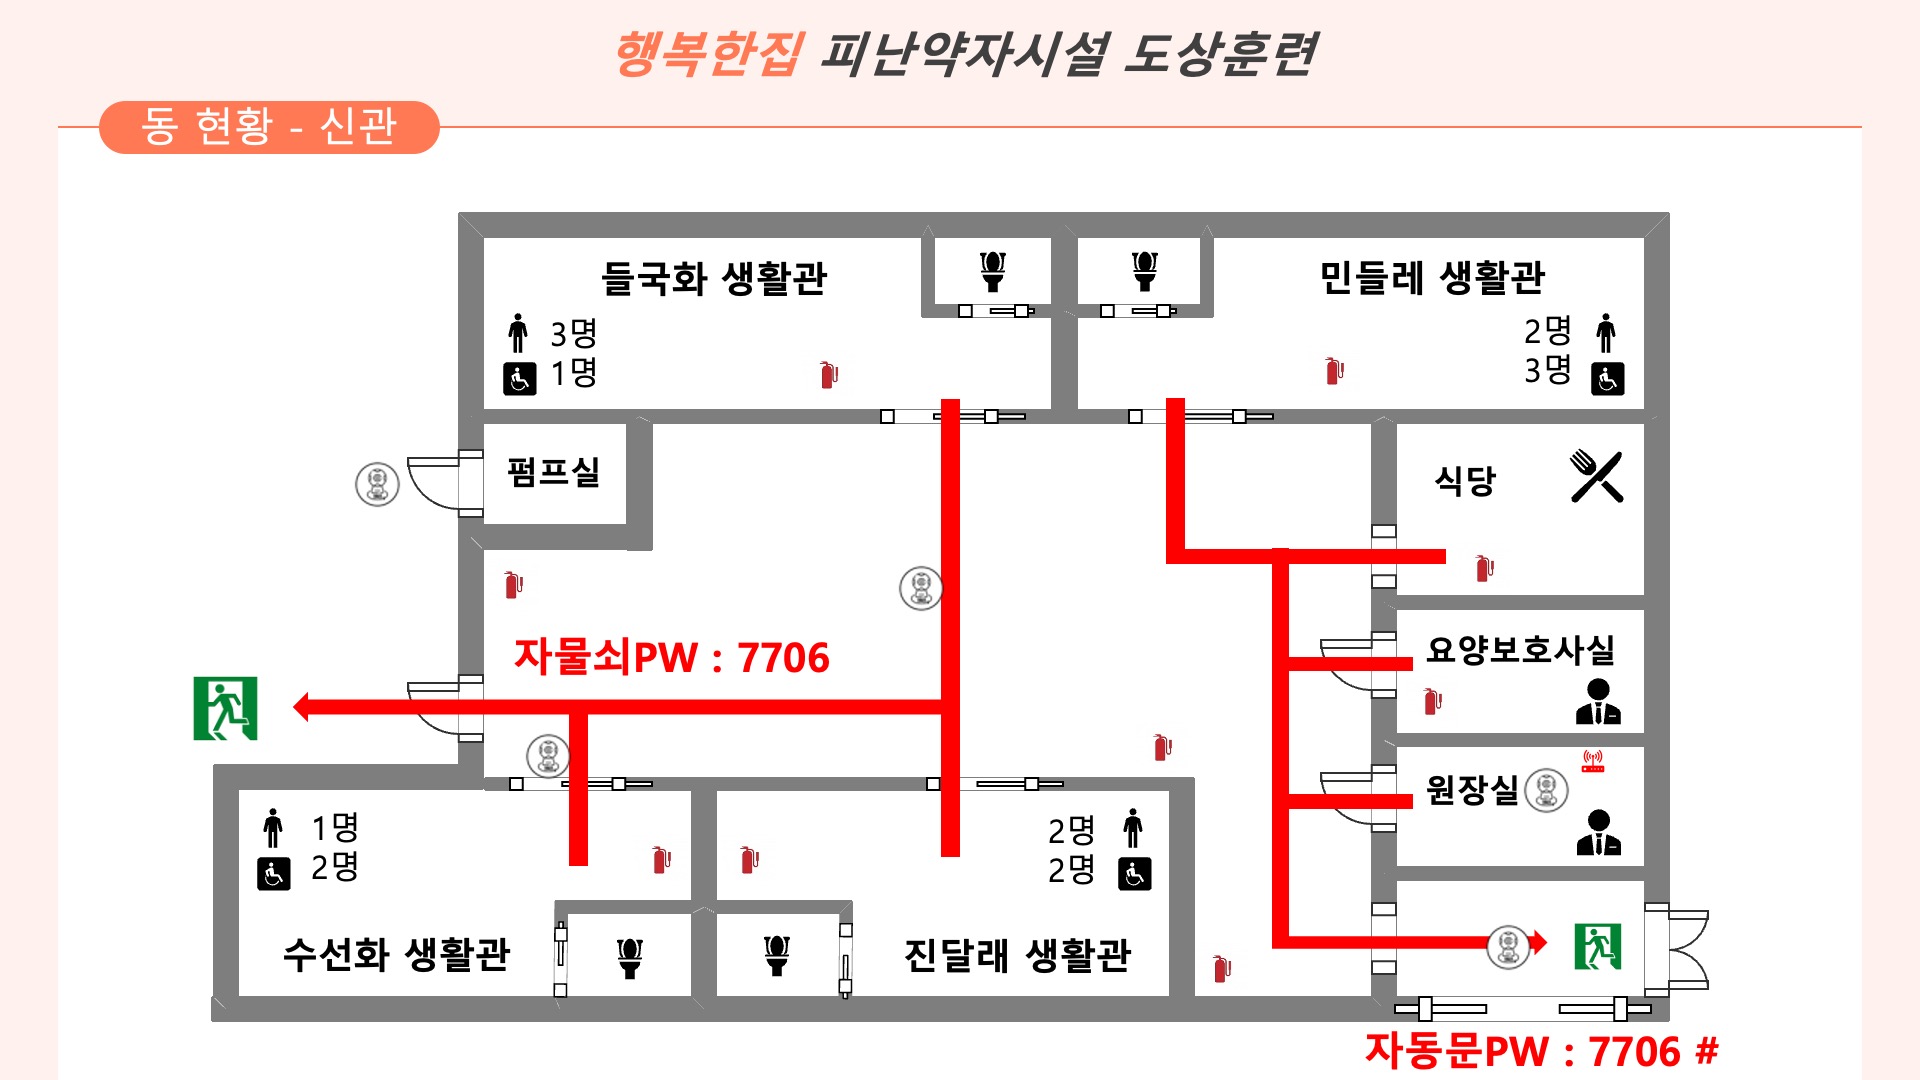 행복한집 피난약자시설 도상훈련
동 현황 - 신관
들국화 생활관
민들레 생활관
3명
1명
2명
3명
펌프실
식당
자물쇠PW : 7706
요양보호사실
원장실
1명
2명
2명
2명
수선화 생활관
진달래 생활관
자동문PW : 7706 #